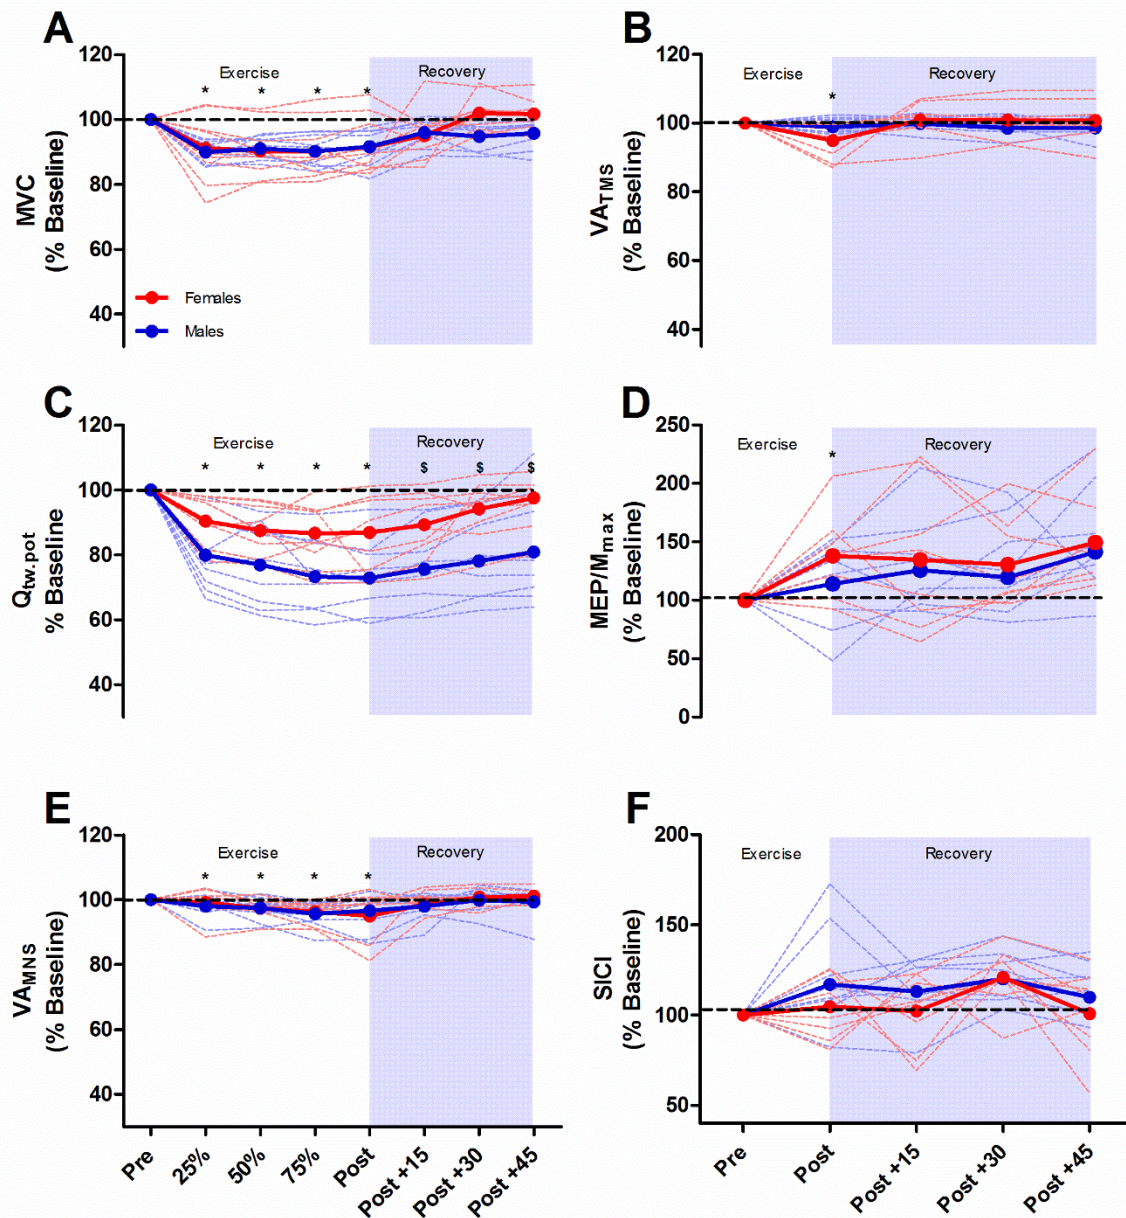 A
MVC
(% Baseline)
120
100
80
60
40
Exercise
Recovery
* * * *
Females
Males
B
VATMS
(% Baseline)
120
100
80
60
40
Exercise
Recovery
*
C
Qtw.pot
% Baseline
120
100
80
60
40
Exercise
Recovery
* * * * $ $ $
D
MEP/Mmax
(% Baseline)
250
200
150
100
50
0
Exercise
Recovery
*
E
VAMNS
(% Baseline)
120
100
80
60
40
Exercise
Recovery
* * * *
Pre 25% 50% 75% Post Post +15 Post +30 Post +45
F
SICI
(% Baseline)
200
150
100
50
Exercise
Recovery
Pre Post Post +15 Post +30 Post +45